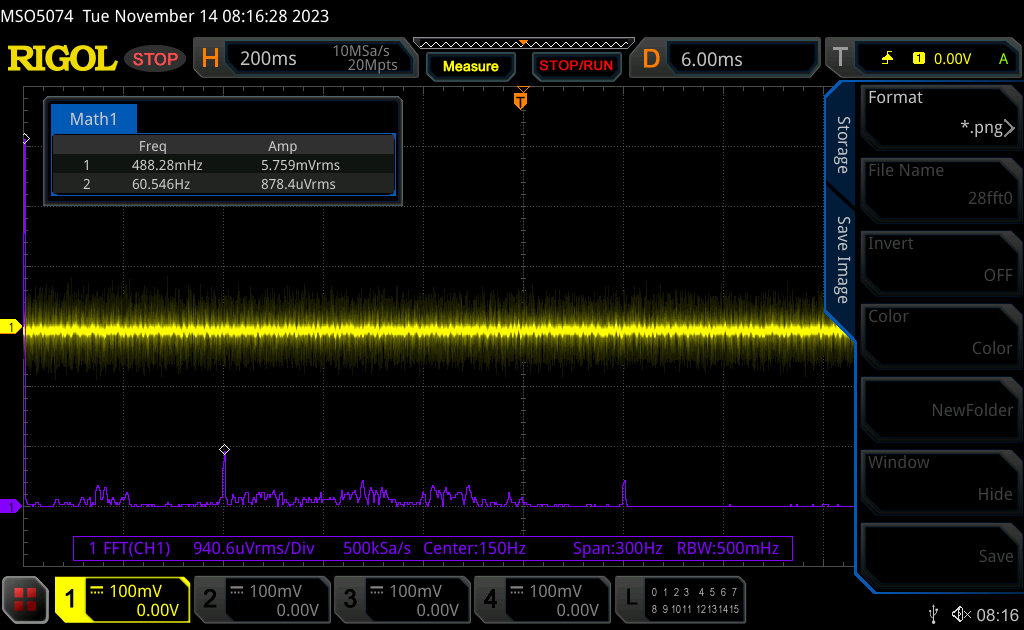 MSO5074 Tue November 14 08:16:28 2023
RIGOL STOP H 200ms 10MSa/s 20Mpts Measure STOP/RUN D 6.00ms T 1 0.00V A
Math1
Freq Amp
1 488.28mHz 5.759mVrms
2 60.546Hz 878.4uVrms
T
1
1
1 FFT(CH1) 940.6uVrms/Div 500kSa/s Center:150Hz Span:300Hz RBW:500mHz
Storage
Save Image
Format
*.png
File Name
28fft0
Invert
OFF
Color
Color
NewFolder
Window
Hide
Save
1 100mV 0.00V
2 100mV 0.00V
3 100mV 0.00V
4 100mV 0.00V
L 0 1 2 3 4 5 6 7
8 9 10 11 12 13 14 15
08:16